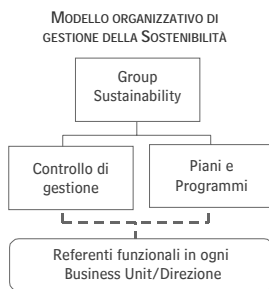 MODELLO ORGANIZZATIVO DI
GESTIONE DELLA SOSTENIBILITÀ
Group
Sustainability
Controllo di
gestione
Piani e
Programmi
Referenti funzionali in ogni
Business Unit/Direzione